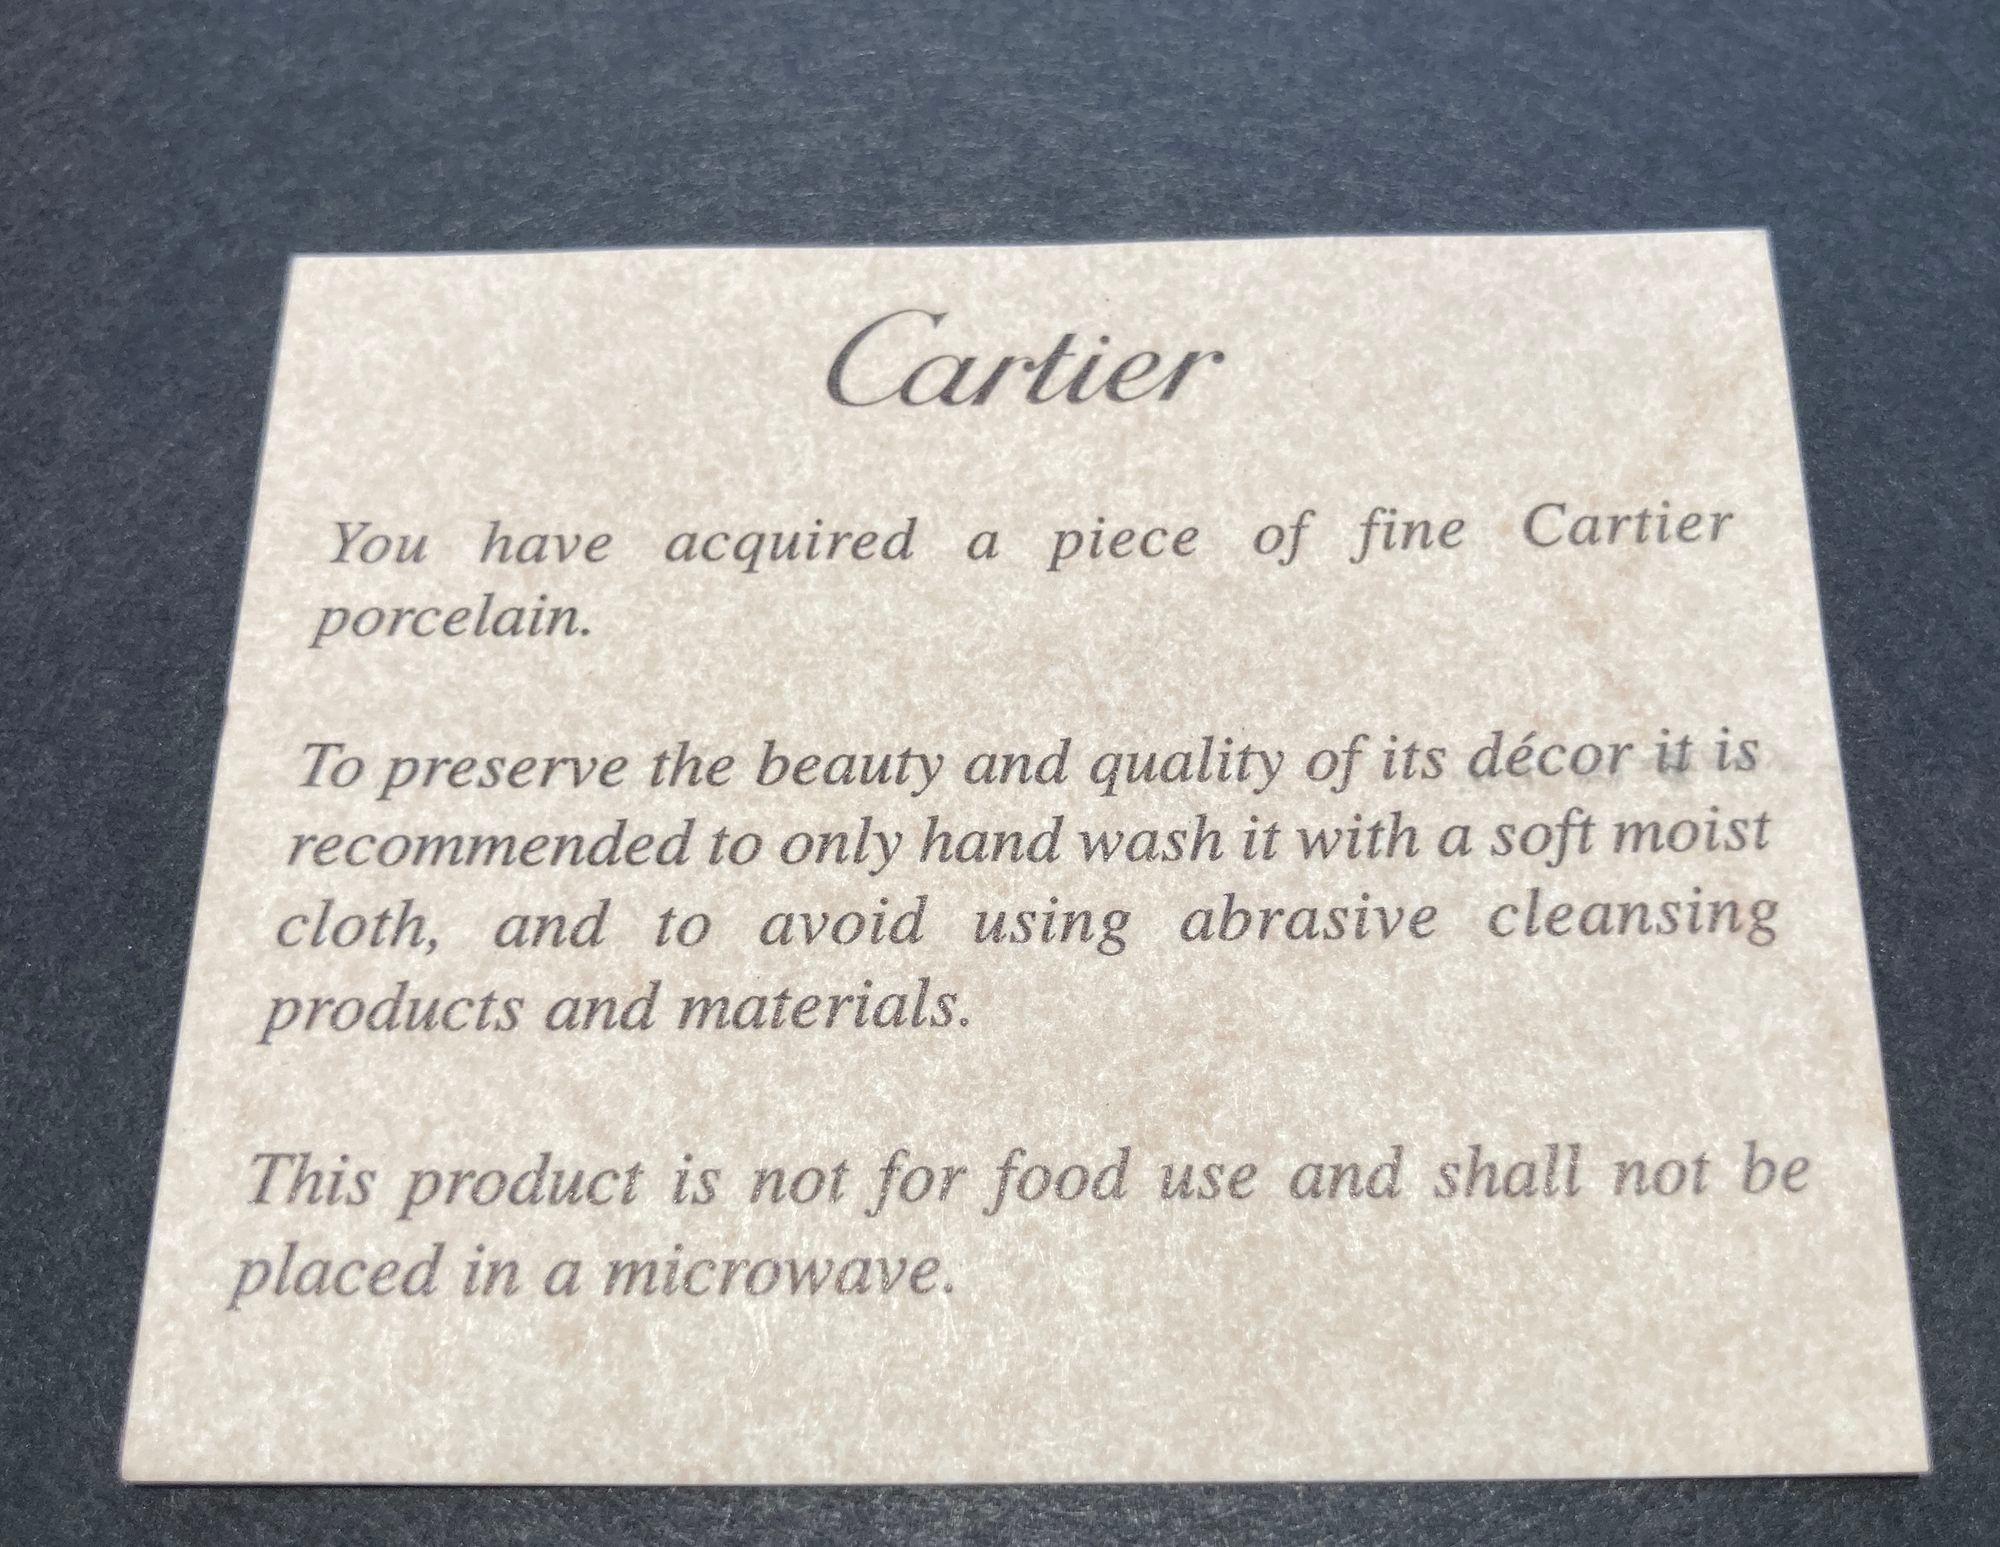 Cartier
You have acquired a piece of fine Cartier
porcelain.
To preserve the beauty and quality of its décor it is
recommended to only hand wash it with a soft moist
cloth, and to avoid using abrasive cleansing
products and materials.
This product is not for food use and shall not be
placed in a microwave.